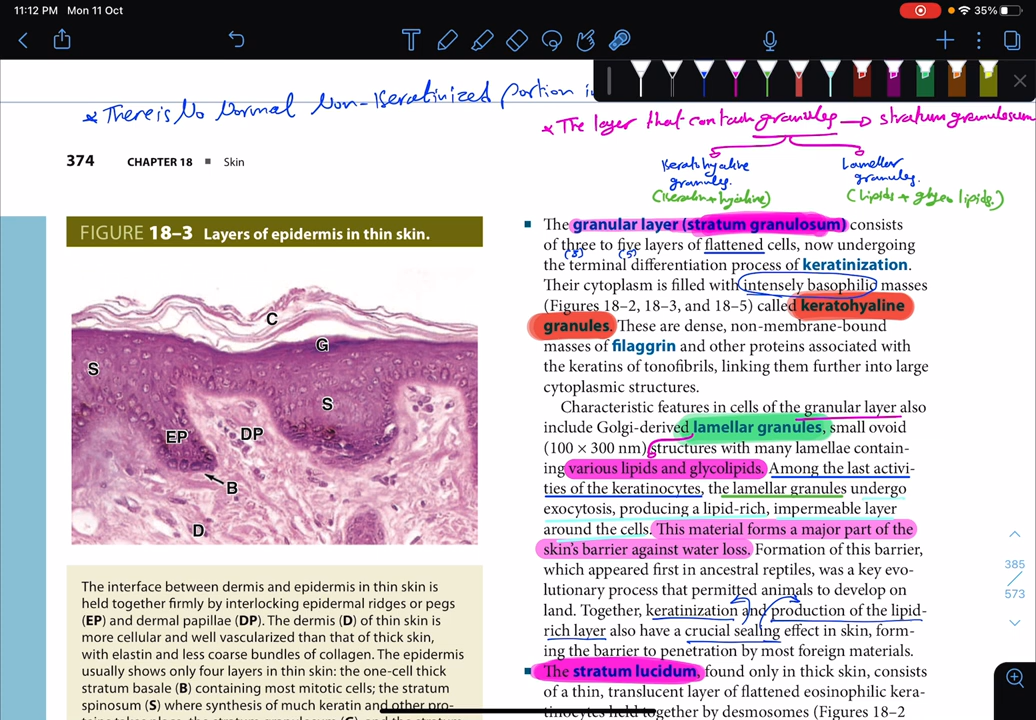 11:12 PM Mon 11 Oct
35%
* There is No Normal Non-Keratinized portion
* The layer that contain granules → stratum granulosum
Keratohyaline granules.
(Keratin + hyaline)
Lamellar granules.
(Lipids + glyco lipids.)
374 CHAPTER 18 ■ Skin
FIGURE 18–3 Layers of epidermis in thin skin.
C
G
S
S
EP
DP
B
D
The interface between dermis and epidermis in thin skin is
held together firmly by interlocking epidermal ridges or pegs
(EP) and dermal papillae (DP). The dermis (D) of thin skin is
more cellular and well vascularized than that of thick skin,
with elastin and less coarse bundles of collagen. The epidermis
usually shows only four layers in thin skin: the one-cell thick
stratum basale (B) containing most mitotic cells; the stratum
spinosum (S) where synthesis of much keratin and other pro-
■ The granular layer (stratum granulosum) consists
of three to five layers of flattened cells, now undergoing
(3) (5)
the terminal differentiation process of keratinization.
Their cytoplasm is filled with intensely basophilic masses
(Figures 18–2, 18–3, and 18–5) called keratohyaline
granules. These are dense, non-membrane-bound
masses of filaggrin and other proteins associated with
the keratins of tonofibrils, linking them further into large
cytoplasmic structures.
Characteristic features in cells of the granular layer also
include Golgi-derived lamellar granules, small ovoid
(100 × 300 nm) structures with many lamellae contain-
ing various lipids and glycolipids. Among the last activi-
ties of the keratinocytes, the lamellar granules undergo
exocytosis, producing a lipid-rich, impermeable layer
around the cells. This material forms a major part of the
skin's barrier against water loss. Formation of this barrier,
which appeared first in ancestral reptiles, was a key evo-
lutionary process that permitted animals to develop on
land. Together, keratinization and production of the lipid-
rich layer also have a crucial sealing effect in skin, form-
ing the barrier to penetration by most foreign materials.
■ The stratum lucidum, found only in thick skin, consists
of a thin, translucent layer of flattened eosinophilic kera-
tinocytes held together by desmosomes (Figures 18–2
385
573